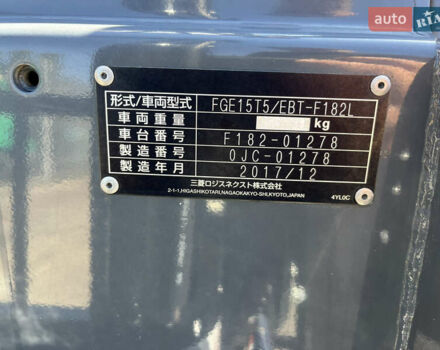 auto RIA
形式/車両型式 FGE15T5/EBT-F182L
車両重量 kg
車台番号 F182-01278
製造番号 0JC-01278
製造年月 2017/12
三菱ロジスネクスト株式会社
2-1-1,HIGASHIKOTARI,NAGAOKAKYO-SHI,KYOTO,JAPAN
4YL0C